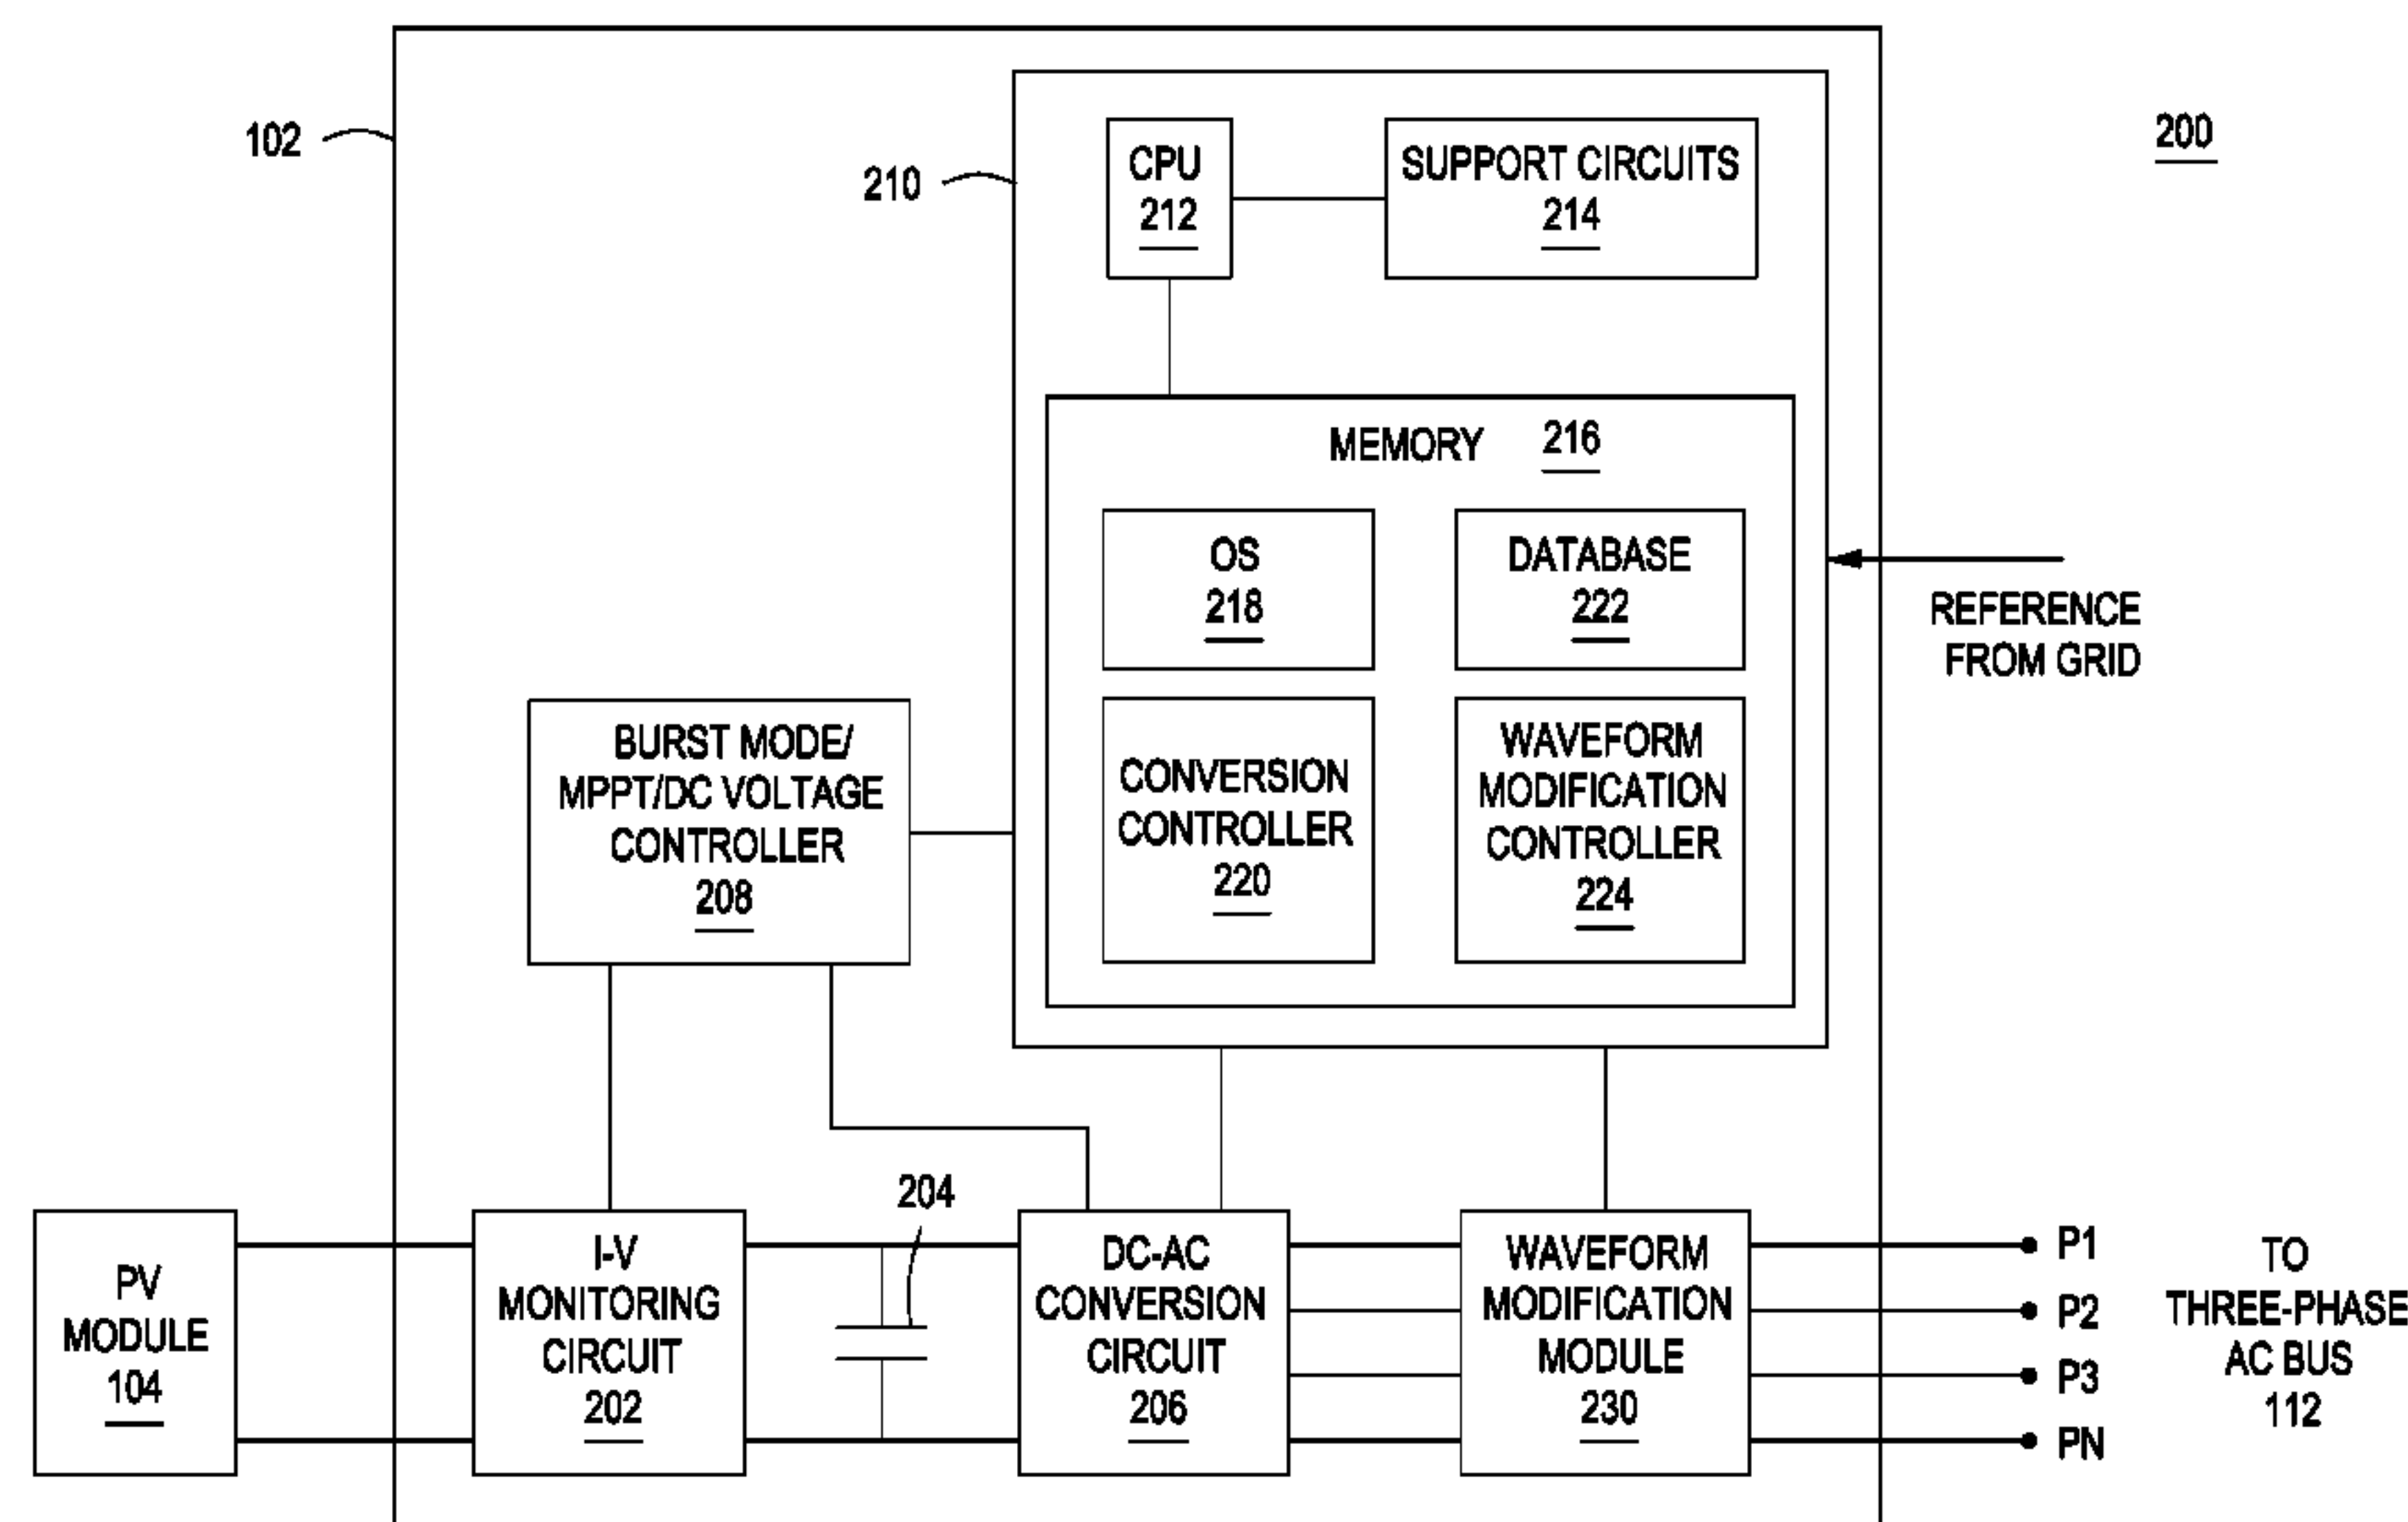 102
210
200
CPU
212
SUPPORT CIRCUITS
214
MEMORY 216
OS
218
DATABASE
222
REFERENCE
FROM GRID
BURST MODE/
MPPT/DC VOLTAGE
CONTROLLER
208
CONVERSION
CONTROLLER
220
WAVEFORM
MODIFICATION
CONTROLLER
224
204
PV
MODULE
104
I-V
MONITORING
CIRCUIT
202
DC-AC
CONVERSION
CIRCUIT
206
WAVEFORM
MODIFICATION
MODULE
230
P1
P2
P3
PN
TO
THREE-PHASE
AC BUS
112